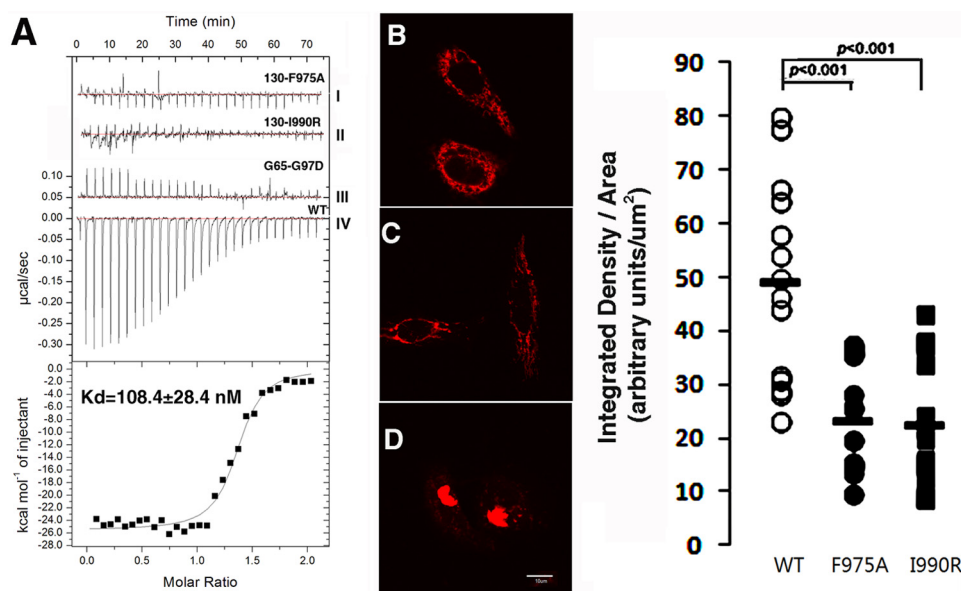 A
Time (min)
0 10 20 30 40 50 60 70
130-F975A
I
130-I990R
II
G65-G97D
III
WT
IV
0.10
0.05
0.00
-0.05
-0.10
-0.15
-0.20
-0.25
-0.30
µcal/sec
Kd=108.4±28.4 nM
0.0
-2.0
-4.0
-6.0
-8.0
-10.0
-12.0
-14.0
-16.0
-18.0
-20.0
-22.0
-24.0
-26.0
-28.0
kcal mol⁻¹ of injectant
0.0 0.5 1.0 1.5 2.0
Molar Ratio
B
C
D
10um
Integrated Density / Area
(arbitrary units/um²)
90
80
70
60
50
40
30
20
10
0
p<0.001
p<0.001
WT F975A I990R